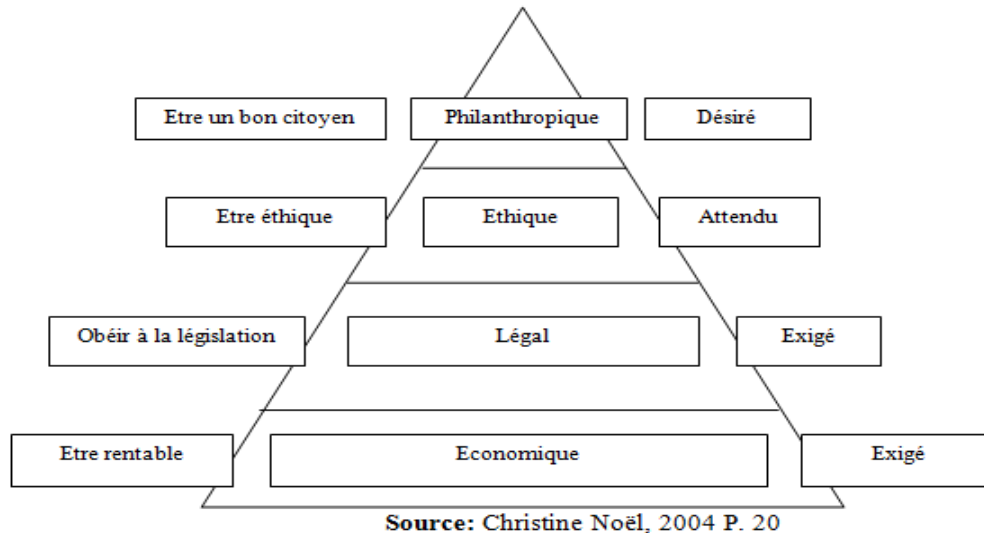 Etre un bon citoyen Philanthropique Désiré
Etre éthique Ethique Attendu
Obéir à la législation Légal Exigé
Etre rentable Economique Exigé
Source: Christine Noël, 2004 P. 20